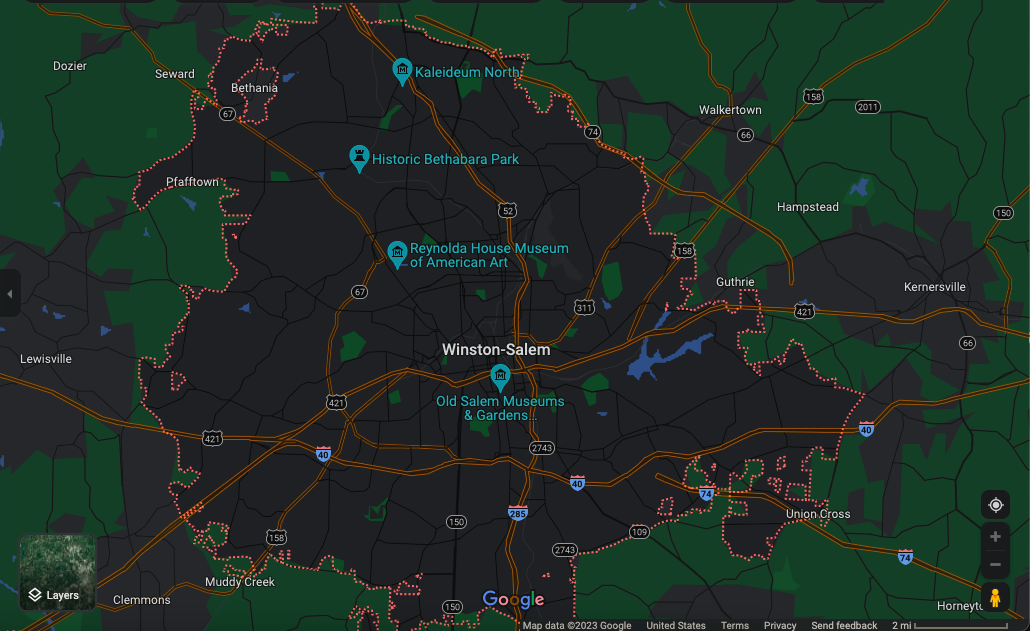 Dozier
Seward
Bethania
Kaleideum North
67
158
2011
Walkertown
74
66
Historic Bethabara Park
Pfafftown
52
Hampstead
150
Reynolda House Museum
of American Art
158
67
Guthrie
Kernersville
311
421
66
Winston-Salem
Lewisville
Old Salem Museums
& Gardens...
421
421
40
2743
40
40
74
285
Union Cross
150
109
158
2743
74
Muddy Creek
Layers
Clemmons
150
Google
Horneyto
Map data ©2023 Google United States Terms Privacy Send feedback 2 mi